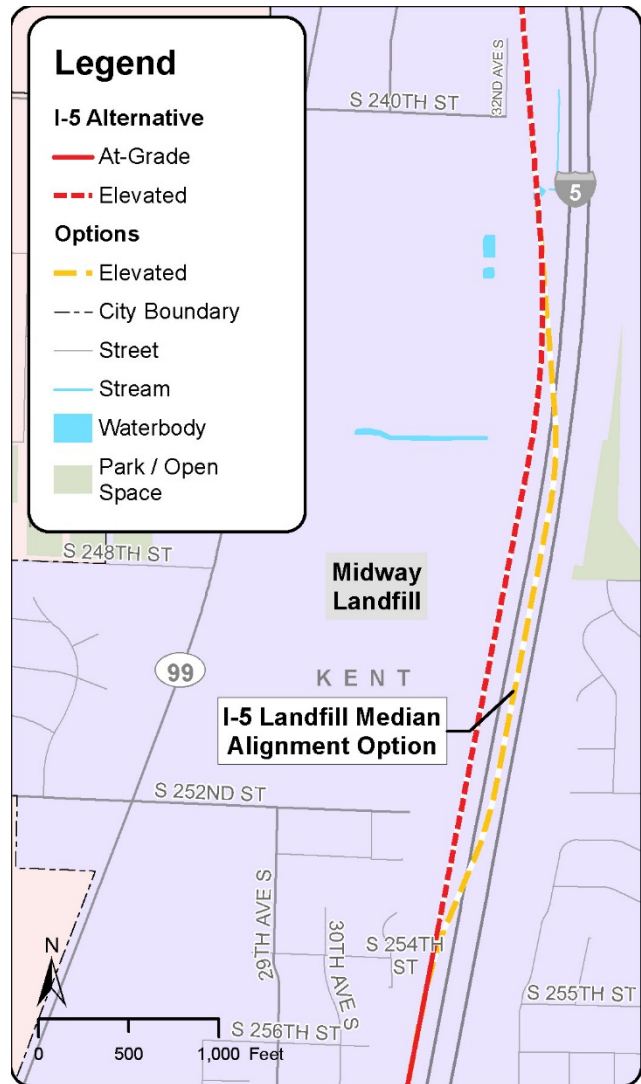 Legend
I-5 Alternative
At-Grade
Elevated
Options
Elevated
City Boundary
Street
Stream
Waterbody
Park / Open
Space
S 240TH ST
32ND AVE S
5
S 248TH ST
Midway
Landfill
99
KENT
I-5 Landfill Median
Alignment Option
S 252ND ST
29TH AVE S
30TH AVE S
S 254TH
ST
S 255TH ST
N
S 256TH ST
0 500 1,000 Feet